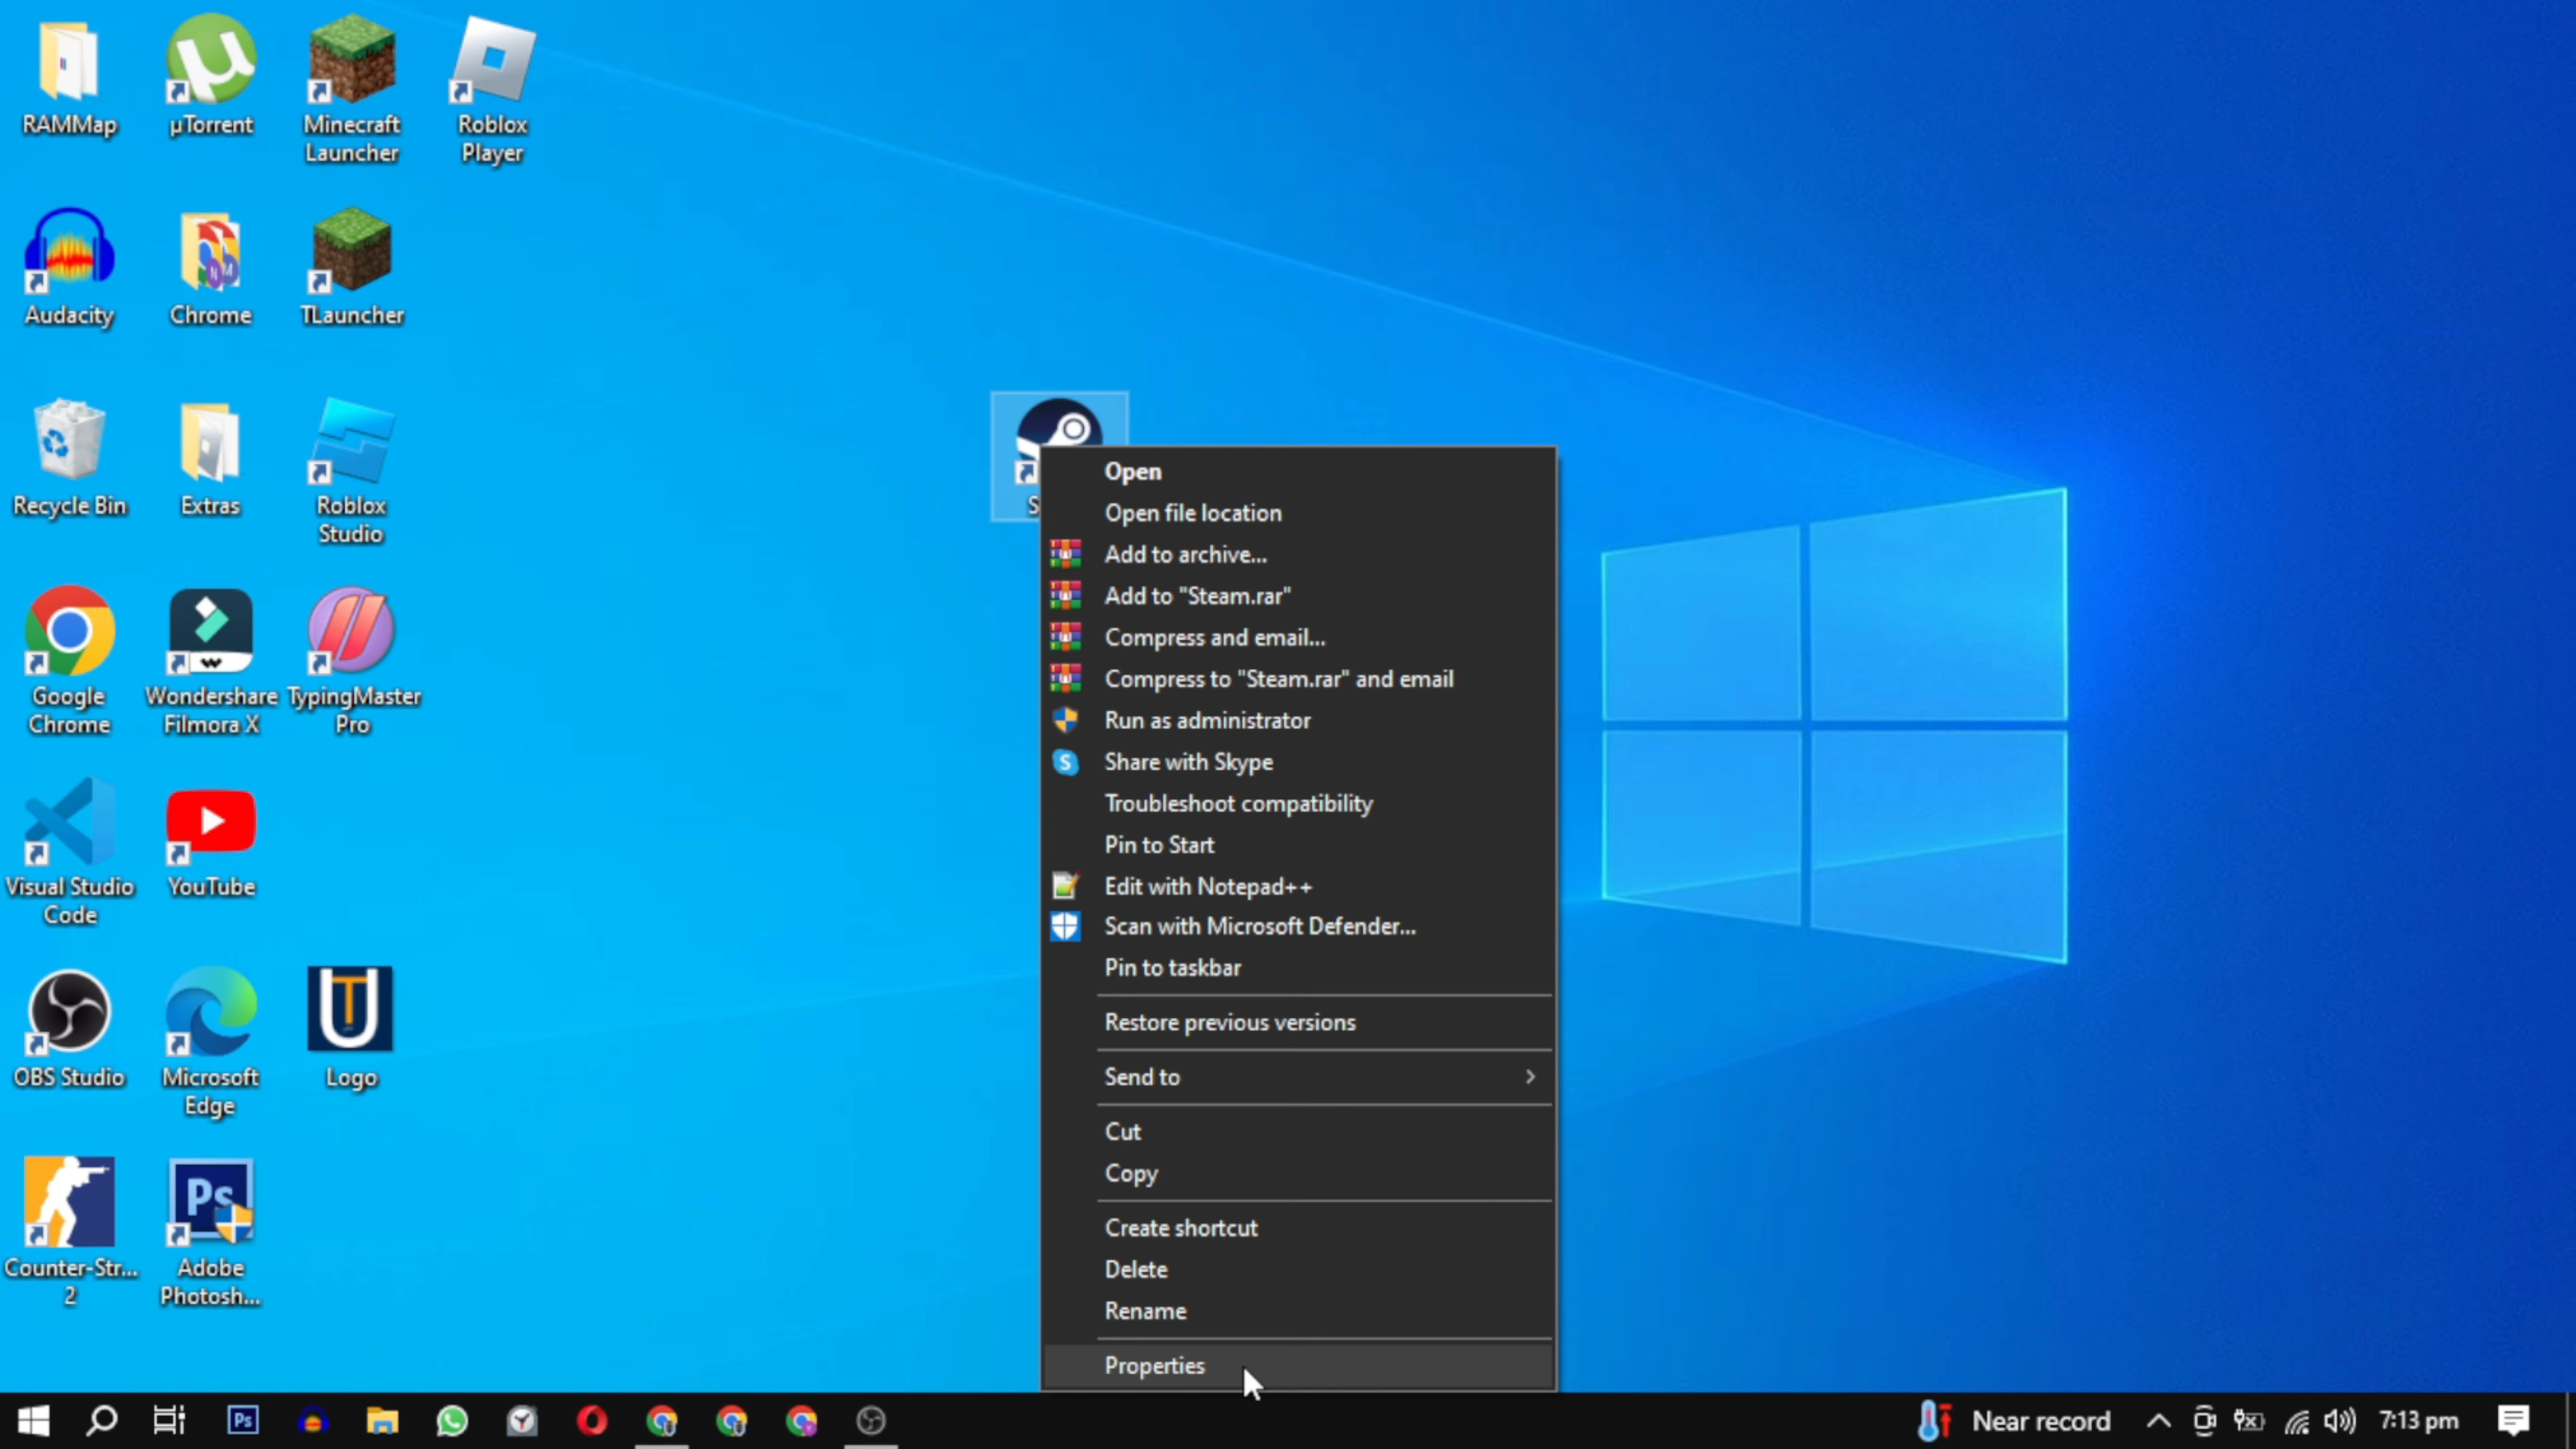 RAMMap
µTorrent
Minecraft
Launcher
Roblox
Player
Audacity
Chrome
TLauncher
Recycle Bin
Extras
Roblox
Studio
Google
Chrome
Wondershare
Filmora X
TypingMaster
Pro
Visual Studio
Code
YouTube
OBS Studio
Microsoft
Edge
Logo
Counter-Str...
2
Ps
Adobe
Photosh...
S
Open
Open file location
Add to archive...
Add to "Steam.rar"
Compress and email...
Compress to "Steam.rar" and email
Run as administrator
Share with Skype
Troubleshoot compatibility
Pin to Start
Edit with Notepad++
Scan with Microsoft Defender...
Pin to taskbar
Restore previous versions
Send to
Cut
Copy
Create shortcut
Delete
Rename
Properties
Ps
Near record
7:13 pm